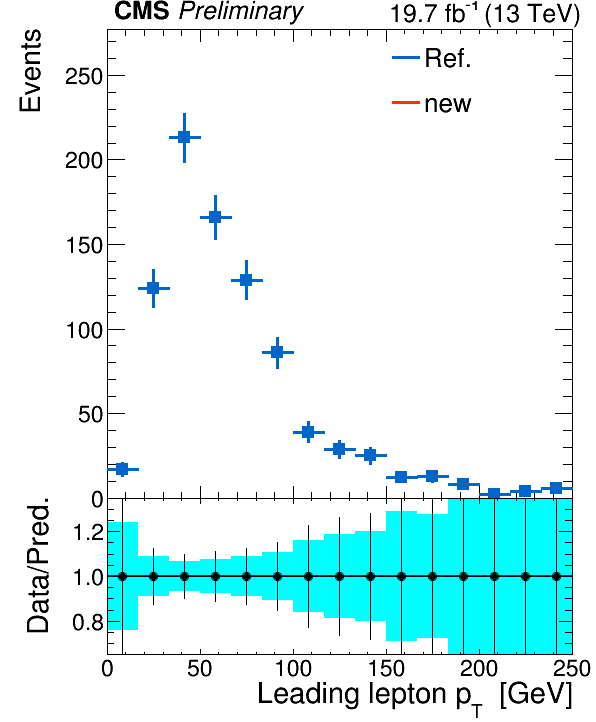 CMS Preliminary 19.7 fb⁻¹ (13 TeV)
Events
Ref.
new
250
200
150
100
50
0
Data/Pred.
1.2
1.0
0.8
0 50 100 150 200 250
Leading lepton p_T [GeV]